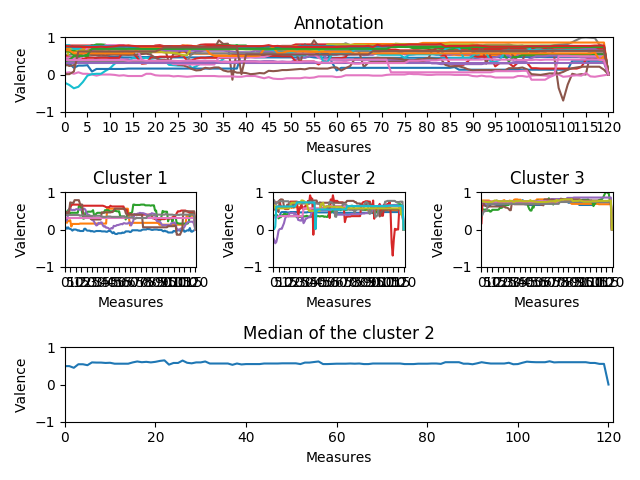 Annotation
Valence
1
0
−1
0 5 10 15 20 25 30 35 40 45 50 55 60 65 70 75 80 85 90 95 100 105 110 115 120
Measures
Cluster 1
Cluster 2
Cluster 3
Valence
1
0
−1
Valence
1
0
−1
Valence
1
0
−1
Measures
Measures
Measures
Median of the cluster 2
Valence
1
0
−1
0 20 40 60 80 100 120
Measures